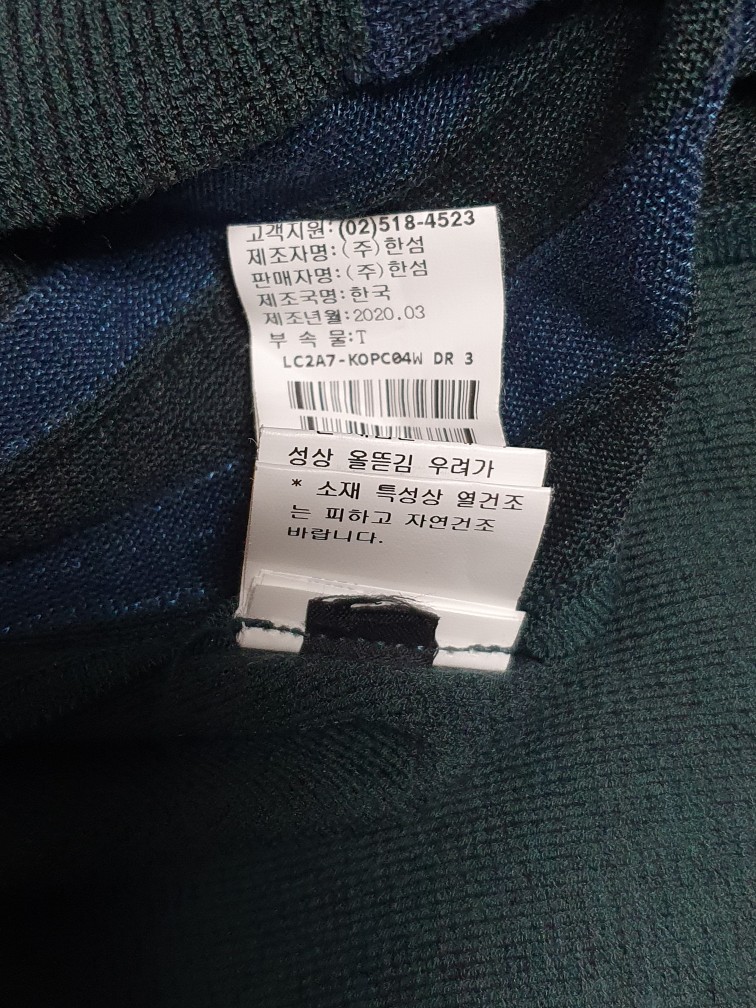 고객지원:(02)518-4523
제조자명:(주)한섬
판매자명:(주)한섬
제조국명:한국
제조년월:2020.03
부 속 물:T
LC2A7-KOPC04W DR 3
성상 올뜯김 우려가
* 소재 특성상 열건조
는 피하고 자연건조
바랍니다.